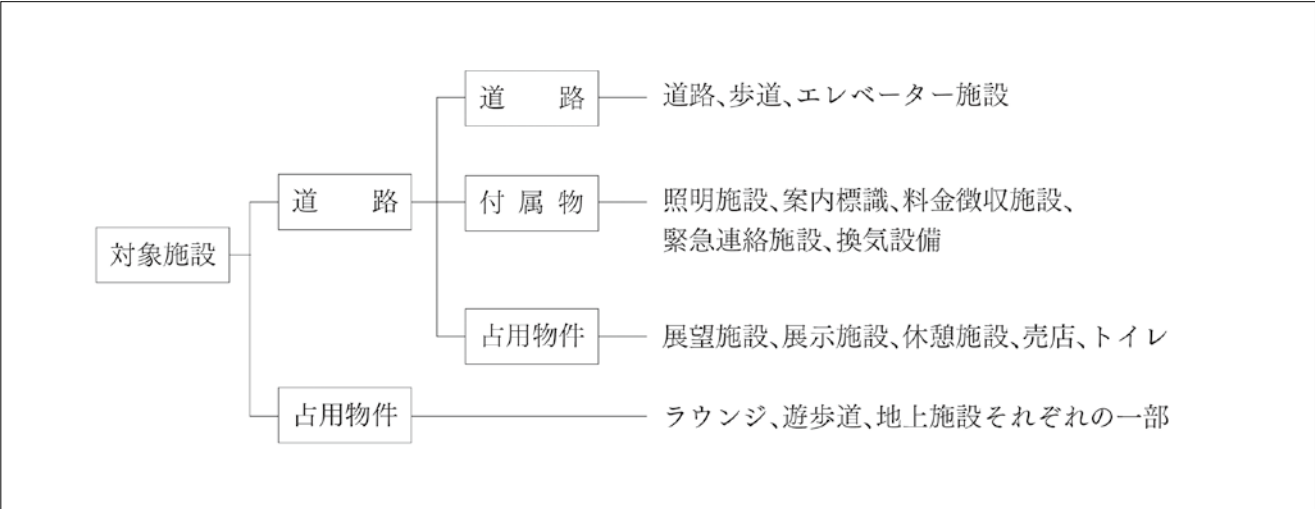 対象施設
道路
道路
道路、歩道、エレベーター施設
付属物
照明施設、案内標識、料金徴収施設、
緊急連絡施設、換気設備
占用物件
展望施設、展示施設、休憩施設、売店、トイレ
占用物件
ラウンジ、遊歩道、地上施設それぞれの一部